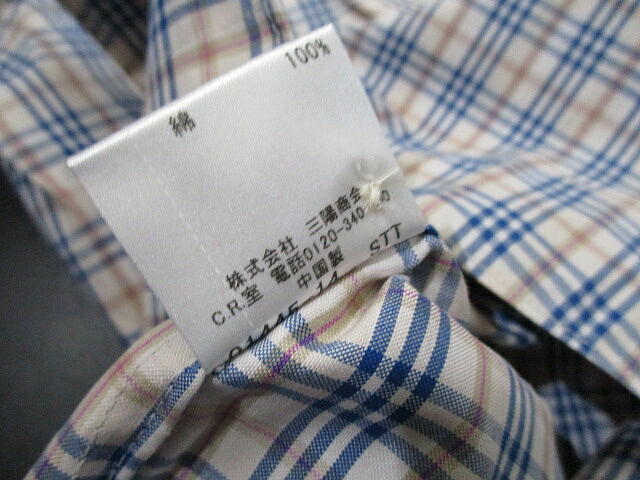 綿 100%
株式会社 三陽商会
C.R.室 電話0120-340-
中国製 STT